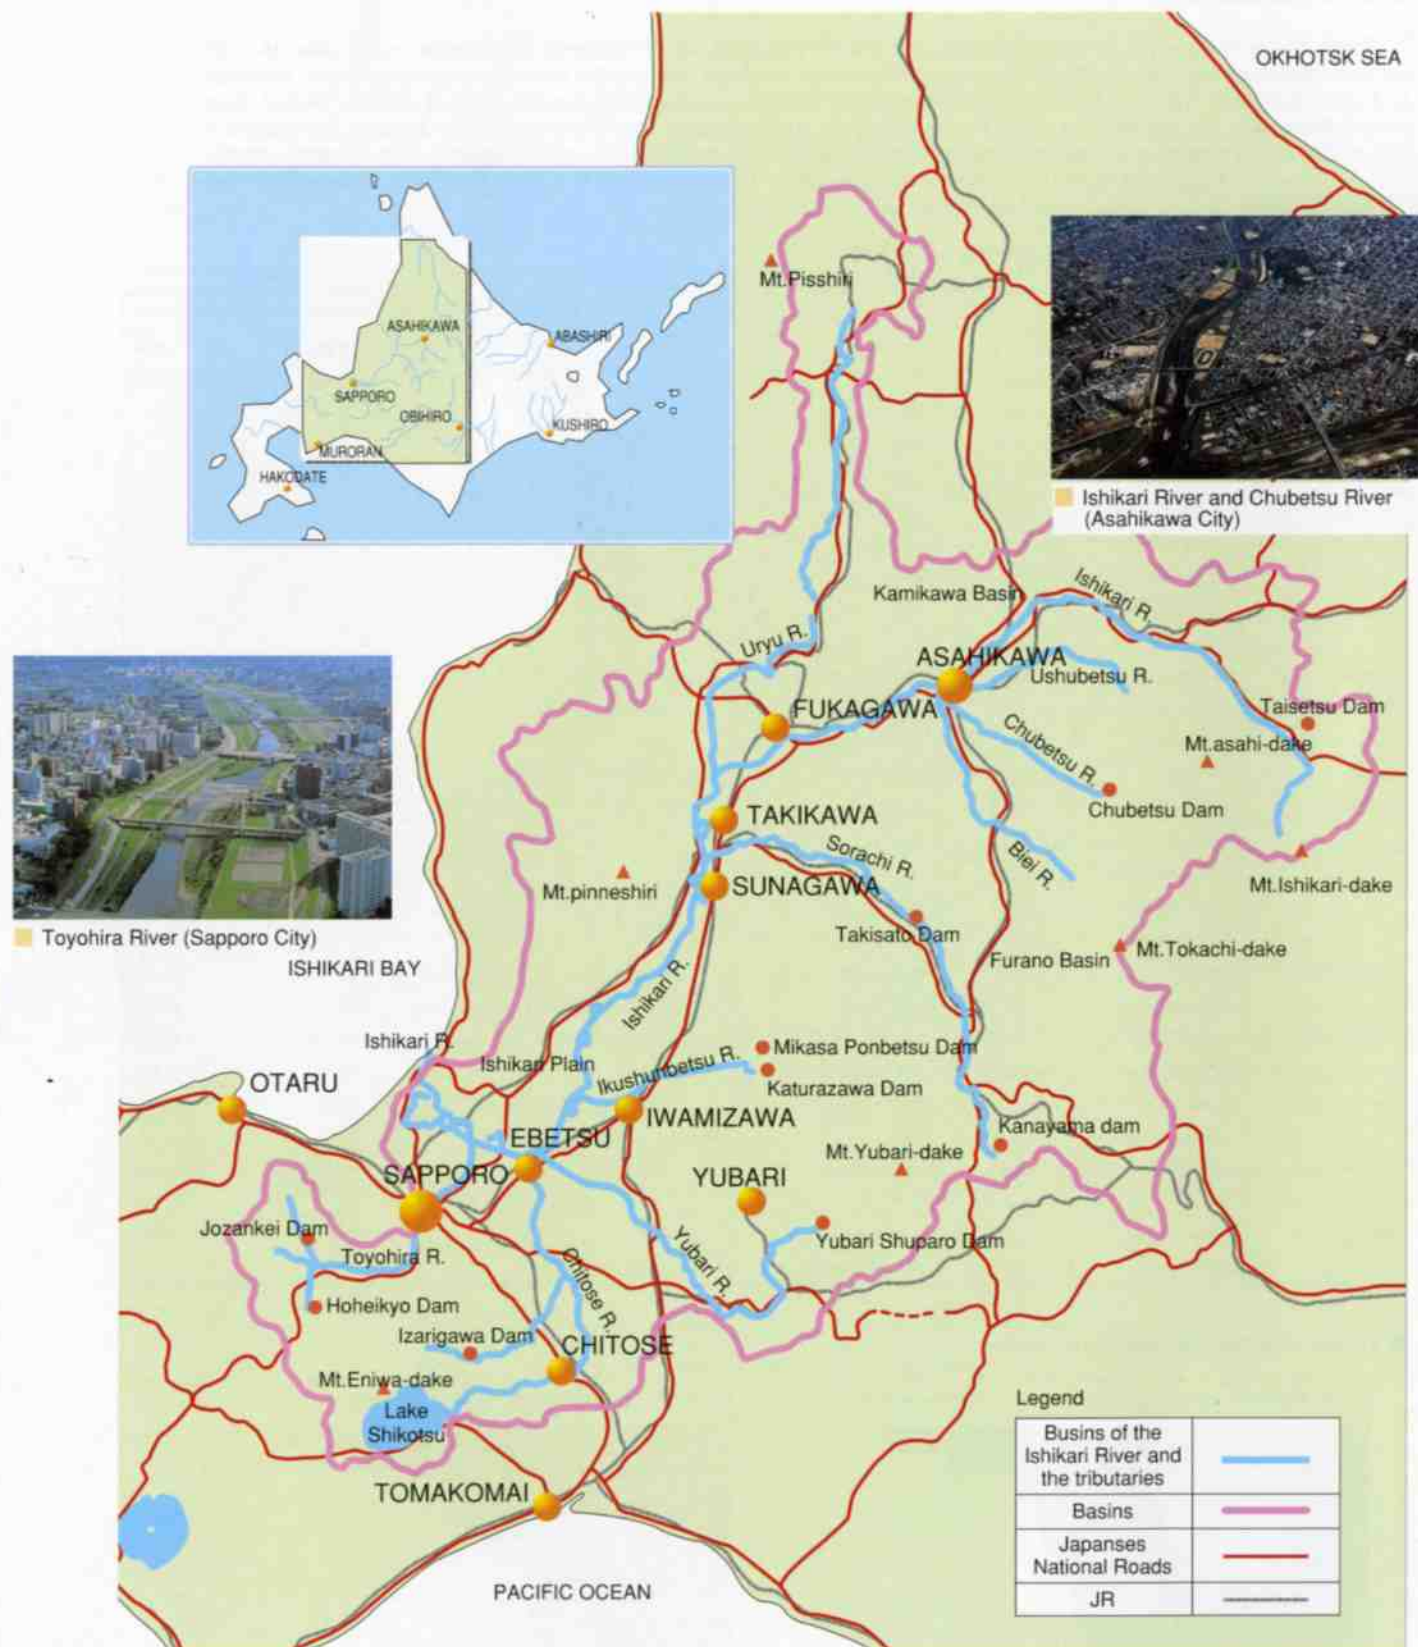 OKHOTSK SEA
ASAHIKAWA
ABASHIRI
SAPPORO
OBIHIRO
KUSHIRO
MURORAN
HAKODATE
Mt.Pisshiri
Ishikari River and Chubetsu River
(Asahikawa City)
Kamikawa Basin
Ishikari R.
Uryu R.
ASAHIKAWA
Ushubetsu R.
FUKAGAWA
Chubetsu R.
Taisetsu Dam
Mt.asahi-dake
Chubetsu Dam
TAKIKAWA
Sorachi R.
Biei R.
Mt.pinneshiri
SUNAGAWA
Mt.Ishikari-dake
Toyohira River (Sapporo City)
Takisato Dam
Furano Basin
Mt.Tokachi-dake
ISHIKARI BAY
Ishikari R.
Ishikari R.
Ishikari Plain
Ikushunbetsu R.
Mikasa Ponbetsu Dam
Katurazawa Dam
OTARU
IWAMIZAWA
EBETSU
Kanayama dam
Mt.Yubari-dake
SAPPORO
YUBARI
Jozankei Dam
Toyohira R.
Yubari R.
Yubari Shuparo Dam
Chitose R.
Hoheikyo Dam
Izarigawa Dam
CHITOSE
Mt.Eniwa-dake
Lake
Shikotsu
TOMAKOMAI
PACIFIC OCEAN
Legend
Busins of the
Ishikari River and
the tributaries
Basins
Japanses
National Roads
JR